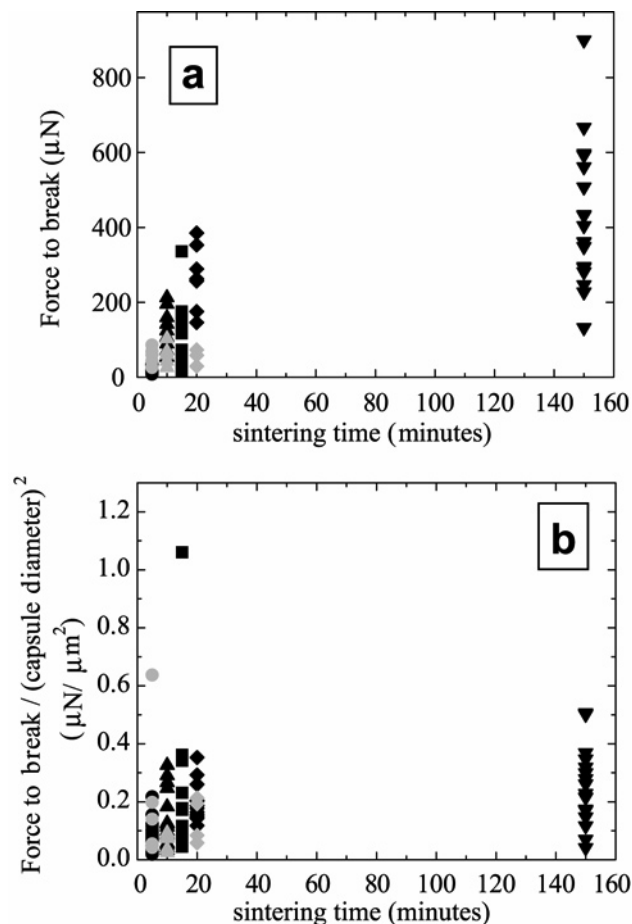 a
800
600
400
200
0
Force to break (μN)
0 20 40 60 80 100 120 140 160
sintering time (minutes)
b
1.2
1.0
0.8
0.6
0.4
0.2
0.0
Force to break / (capsule diameter)²
(μN/ μm²)
0 20 40 60 80 100 120 140 160
sintering time (minutes)